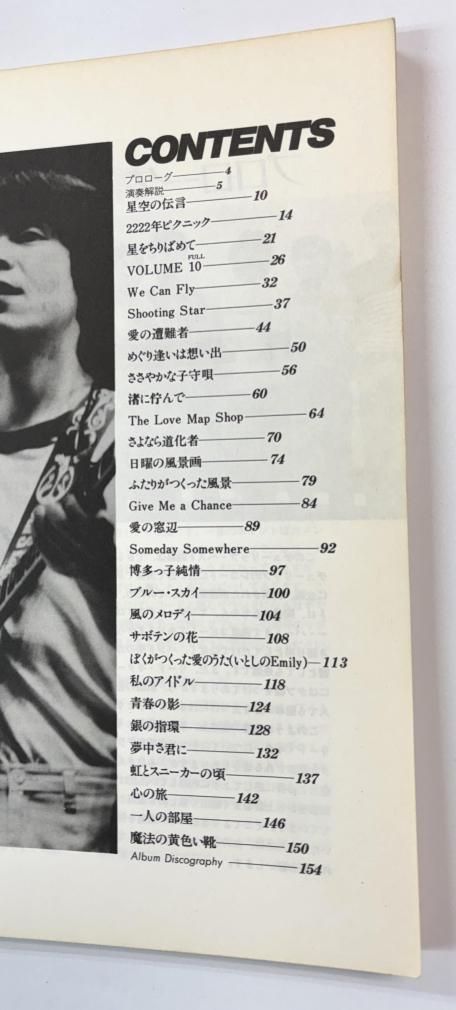 CONTENTS
プロローグ 4
演奏解説 5
星空の伝言 10
2222年ピクニック 14
星をちりばめて 21
FULL
VOLUME 10 26
We Can Fly 32
Shooting Star 37
愛の遭難者 44
めぐり逢いは想い出 50
ささやかな子守唄 56
渚に佇んで 60
The Love Map Shop 64
さよなら道化者 70
日曜の風景画 74
ふたりがつくった風景 79
Give Me a Chance 84
愛の窓辺 89
Someday Somewhere 92
博多っ子純情 97
ブルー・スカイ 100
風のメロディ 104
サボテンの花 108
ぼくがつくった愛のうた(いとしのEmily) 113
私のアイドル 118
青春の影 124
銀の指環 128
夢中さ君に 132
虹とスニーカーの頃 137
心の旅 142
一人の部屋 146
魔法の黄色い靴 150
Album Discography 154